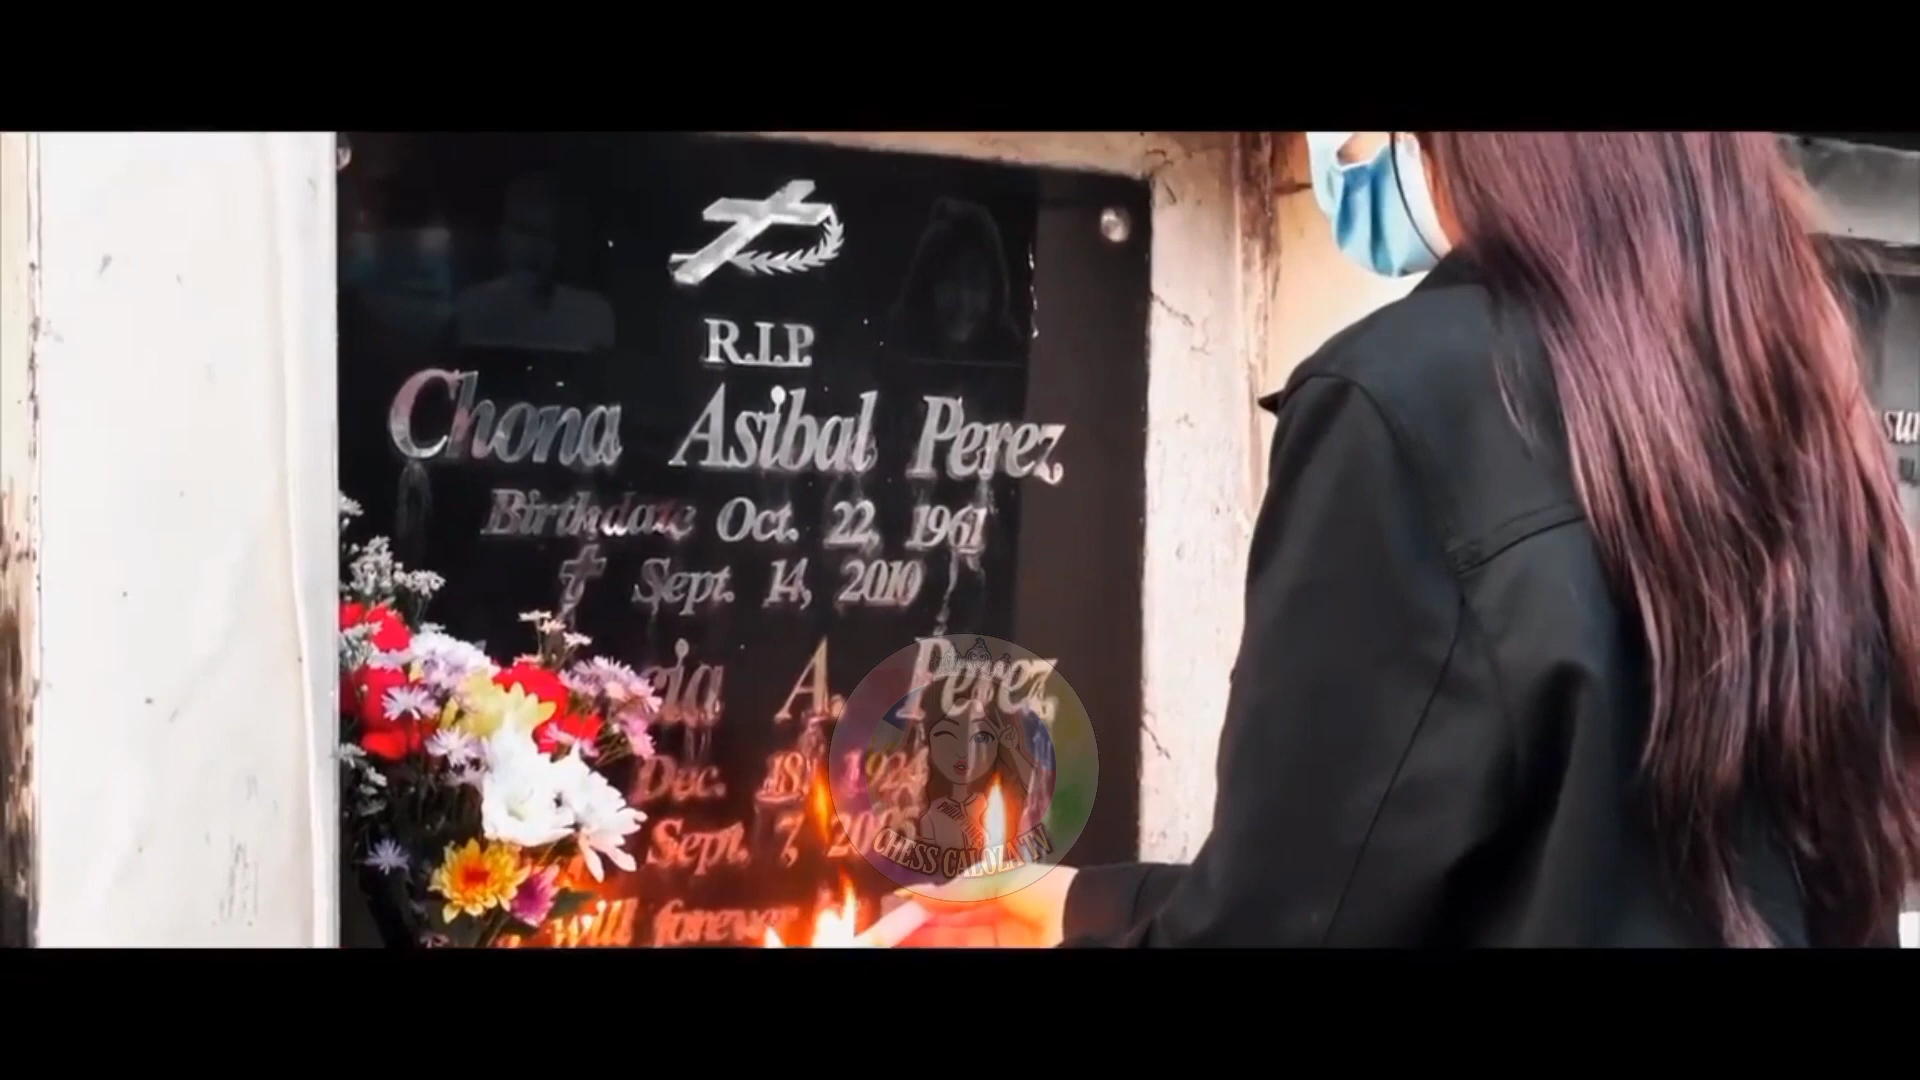 R.I.P.
Chona Asibal Perez
Birthdate Oct. 22, 1961
✝ Sept. 14, 2010
A. Perez
Dec. 18,
Sept. 7,
will forever
CHESS CALOZA TV